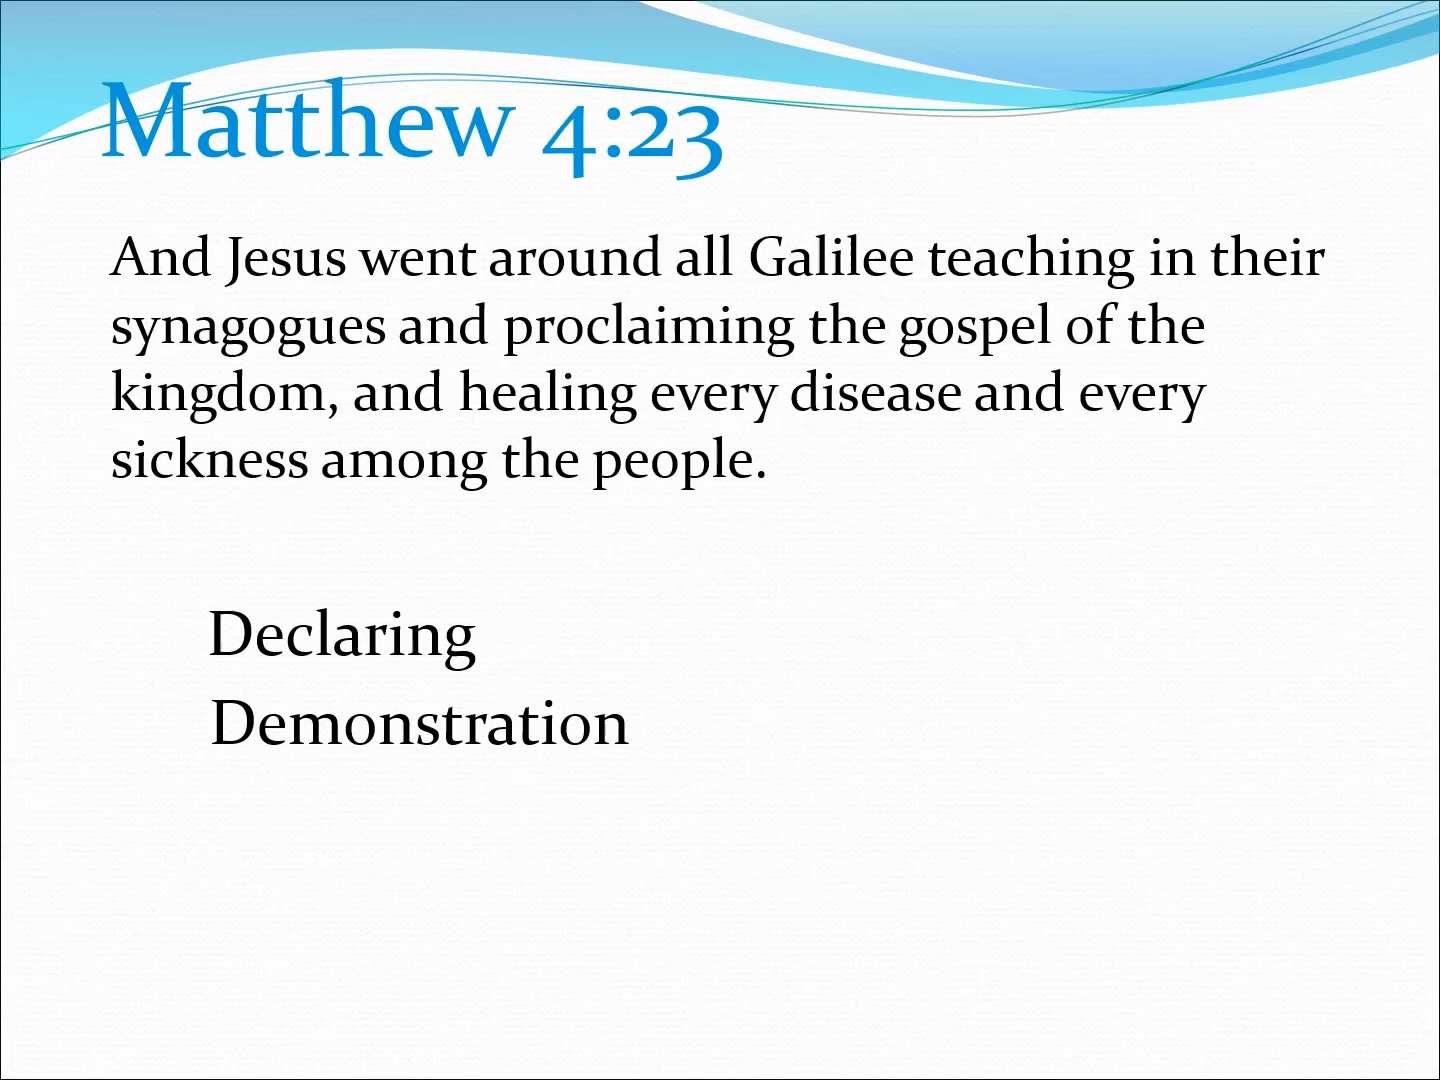 Matthew 4:23
And Jesus went around all Galilee teaching in their
synagogues and proclaiming the gospel of the
kingdom, and healing every disease and every
sickness among the people.
Declaring
Demonstration